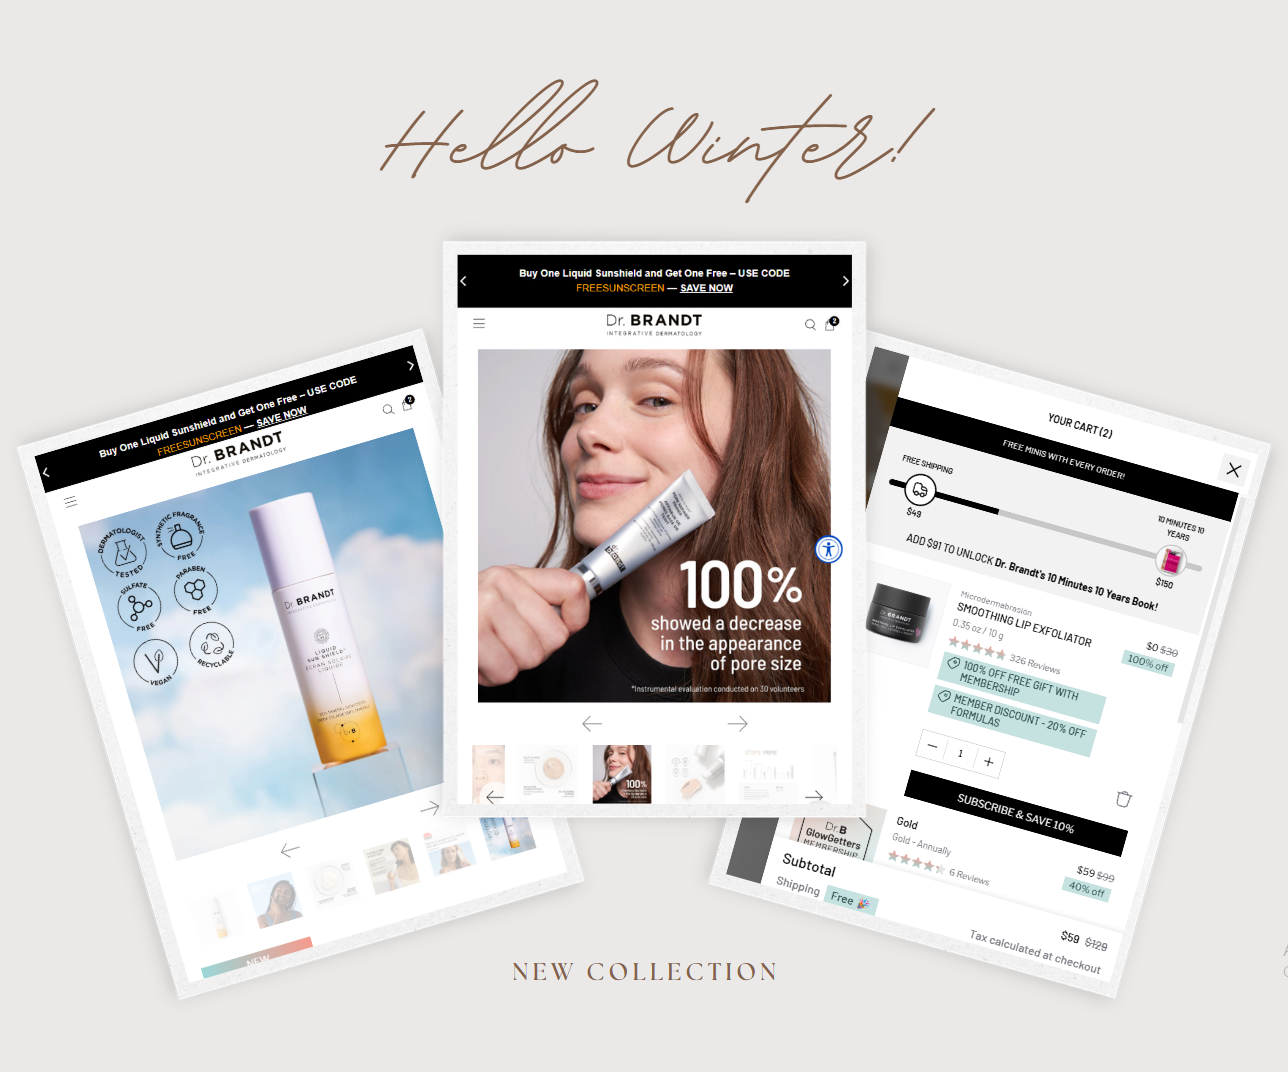 Hello Winter!
Buy One Liquid Sunshield and Get One Free – USE CODE
FREESUNSCREEN — SAVE NOW
2
Dr. BRANDT
INTEGRATIVE DERMATOLOGY
DERMATOLOGIST
TESTED
SYNTHETIC FRAGRANCE
FREE
SULFATE
FREE
PARABEN
FREE
VEGAN
RECYCLABLE
Dr. BRANDT
LIQUID
SUN SHIELD
ÉCRAN SOLAIRE
LIQUIDE
NEW
Buy One Liquid Sunshield and Get One Free – USE CODE
FREESUNSCREEN — SAVE NOW
Dr. BRANDT
2
INTEGRATIVE DERMATOLOGY
100%
showed a decrease
in the appearance
of pore size
*Instrumental evaluation conducted on 30 volunteers
100%
YOUR CART (2)
FREE MINIS WITH EVERY ORDER!
FREE SHIPPING
$49
10 MINUTES 10
YEARS
$150
ADD $91 TO UNLOCK Dr. Brandt's 10 Minutes 10 Years Book!
Dr. BRANDT
Microdermabrasion
SMOOTHING LIP EXFOLIATOR
0.35 oz / 10 g
326 Reviews
$0 $30
100% off
100% OFF FREE GIFT WITH
MEMBERSHIP
MEMBER DISCOUNT - 20% OFF
FORMULAS
— 1 +
SUBSCRIBE & SAVE 10%
Dr.B
GlowGetters
MEMBERSHIP
Gold
Gold - Annually
6 Reviews
$59 $99
40% off
Subtotal
$59 $129
Shipping Free 🎉
Tax calculated at checkout
NEW COLLECTION